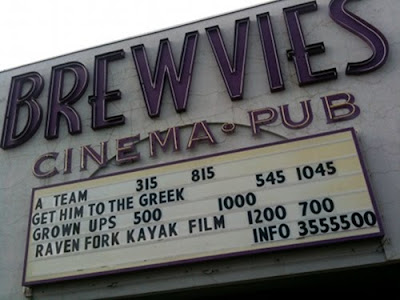 BREWVIES
CINEMA PUB
A TEAM 315 815
GET HIM TO THE GREEK 545 1045
GROWN UPS 500 1000
RAVEN FORK KAYAK FILM 1200 700
INFO 3555500